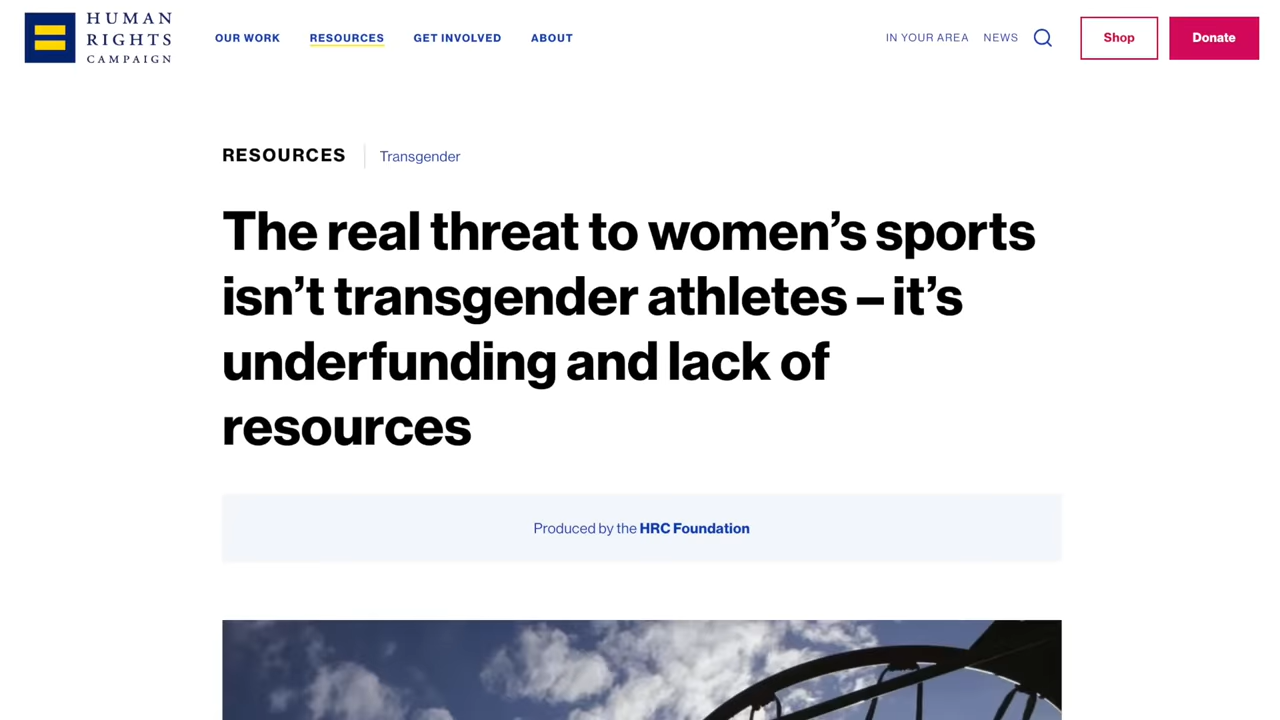 HUMAN
RIGHTS
CAMPAIGN
OUR WORK
RESOURCES
GET INVOLVED
ABOUT
IN YOUR AREA
NEWS
Shop
Donate
RESOURCES
Transgender
The real threat to women’s sports
isn’t transgender athletes – it’s
underfunding and lack of
resources
Produced by the HRC Foundation